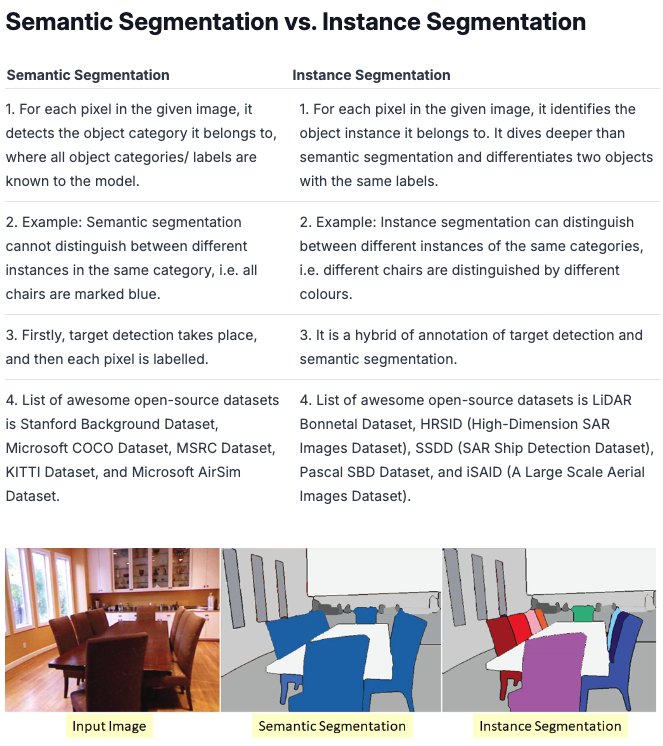 Semantic Segmentation vs. Instance Segmentation
Semantic Segmentation
Instance Segmentation
1. For each pixel in the given image, it
detects the object category it belongs to,
where all object categories/ labels are
known to the model.
1. For each pixel in the given image, it identifies the
object instance it belongs to. It dives deeper than
semantic segmentation and differentiates two objects
with the same labels.
2. Example: Semantic segmentation
cannot distinguish between different
instances in the same category, i.e. all
chairs are marked blue.
2. Example: Instance segmentation can distinguish
between different instances of the same categories,
i.e. different chairs are distinguished by different
colours.
3. Firstly, target detection takes place,
and then each pixel is labelled.
3. It is a hybrid of annotation of target detection and
semantic segmentation.
4. List of awesome open-source datasets
is Stanford Background Dataset,
Microsoft COCO Dataset, MSRC Dataset,
KITTI Dataset, and Microsoft AirSim
Dataset.
4. List of awesome open-source datasets is LiDAR
Bonnetal Dataset, HRSID (High-Dimension SAR
Images Dataset), SSDD (SAR Ship Detection Dataset),
Pascal SBD Dataset, and iSAID (A Large Scale Aerial
Images Dataset).
Input Image
Semantic Segmentation
Instance Segmentation